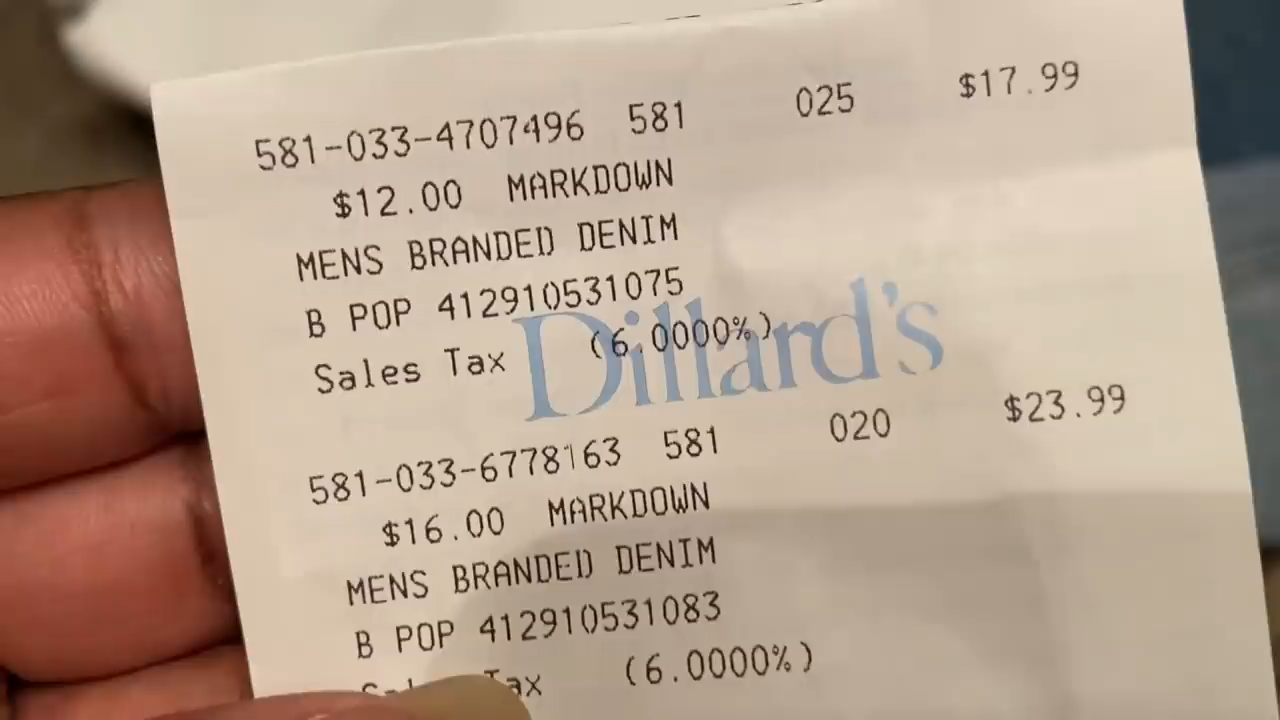 581-033-4707496 581 025 $17.99
$12.00 MARKDOWN
MENS BRANDED DENIM
B POP 412910531075
Sales Tax (6.0000%)
Dillard's
581-033-6778163 581 020 $23.99
$16.00 MARKDOWN
MENS BRANDED DENIM
B POP 412910531083
Tax (6.0000%)